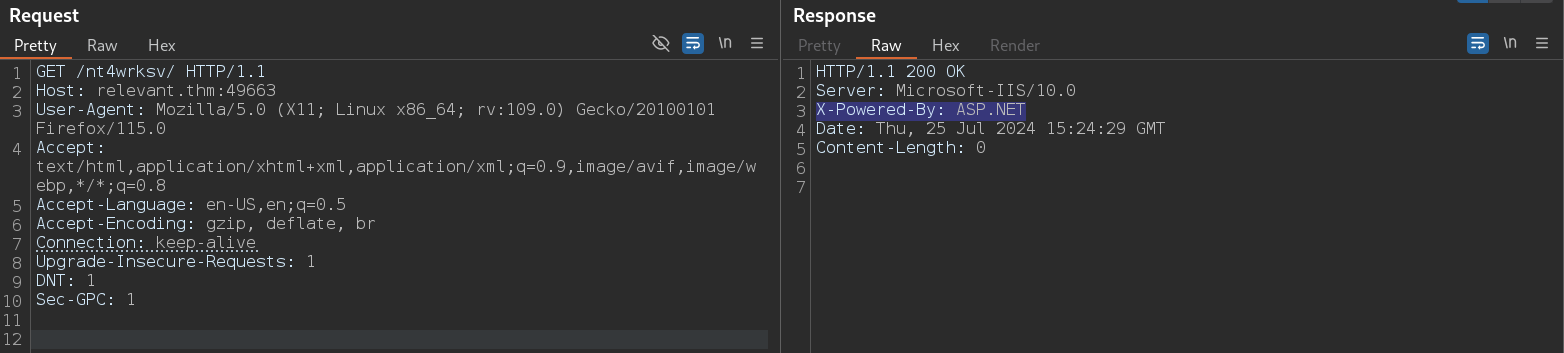 Request
Pretty Raw Hex
\n
1 GET /nt4wrksv/ HTTP/1.1
2 Host: relevant.thm:49663
3 User-Agent: Mozilla/5.0 (X11; Linux x86_64; rv:109.0) Gecko/20100101
Firefox/115.0
4 Accept:
text/html,application/xhtml+xml,application/xml;q=0.9,image/avif,image/w
ebp,*/*;q=0.8
5 Accept-Language: en-US,en;q=0.5
6 Accept-Encoding: gzip, deflate, br
7 Connection: keep-alive
8 Upgrade-Insecure-Requests: 1
9 DNT: 1
10 Sec-GPC: 1
11
12
Response
Pretty Raw Hex Render
\n
1 HTTP/1.1 200 OK
2 Server: Microsoft-IIS/10.0
3 X-Powered-By: ASP.NET
4 Date: Thu, 25 Jul 2024 15:24:29 GMT
5 Content-Length: 0
6
7